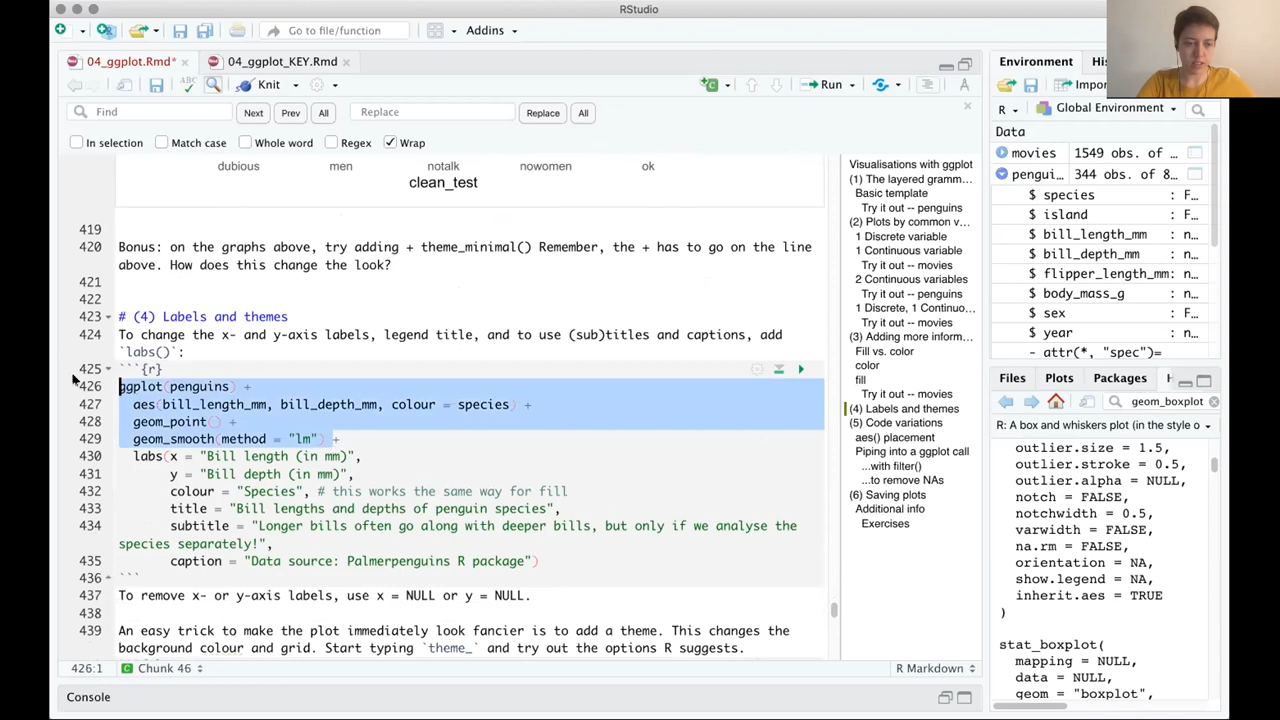 RStudio
Go to file/function
Addins
04_ggplot.Rmd*
04_ggplot_KEY.Rmd
ABC
Knit
Run
Find
Next
Prev
All
Replace
Replace
All
In selection
Match case
Whole word
Regex
Wrap
dubious men notalk nowomen ok
clean_test
419
420 Bonus: on the graphs above, try adding + theme_minimal() Remember, the + has to go on the line
above. How does this change the look?
421
422
423 # (4) Labels and themes
424 To change the x- and y-axis labels, legend title, and to use (sub)titles and captions, add
`labs()`:
425 ```{r}
426 ggplot(penguins) +
427 aes(bill_length_mm, bill_depth_mm, colour = species) +
428 geom_point() +
429 geom_smooth(method = "lm") +
430 labs(x = "Bill length (in mm)",
431 y = "Bill depth (in mm)",
432 colour = "Species", # this works the same way for fill
433 title = "Bill lengths and depths of penguin species",
434 subtitle = "Longer bills often go along with deeper bills, but only if we analyse the
species separately!",
435 caption = "Data source: Palmerpenguins R package")
436 ```
437 To remove x- or y-axis labels, use x = NULL or y = NULL.
438
439 An easy trick to make the plot immediately look fancier is to add a theme. This changes the
background colour and grid. Start typing `theme_` and try out the options R suggests.
426:1
Chunk 46
R Markdown
Console
Visualisations with ggplot
(1) The layered gramm...
Basic template
Try it out -- penguins
(2) Plots by common v...
1 Discrete variable
1 Continuous variable
Try it out -- movies
2 Continuous variables
Try it out -- penguins
1 Discrete, 1 Continuo...
Try it out -- movies
(3) Adding more inform...
Fill vs. color
color
fill
Try it out -- movies
(4) Labels and themes
(5) Code variations
aes() placement
Piping into a ggplot call
...with filter()
...to remove NAs
(6) Saving plots
Additional info
Exercises
Environment
His
Impor
R
Global Environment
Data
movies 1549 obs. of ...
pengui... 344 obs. of 8...
$ species : F...
$ island : F...
$ bill_length_mm : n...
$ bill_depth_mm : n...
$ flipper_length_mm: n...
$ body_mass_g : n...
$ sex : F...
$ year : n...
- attr(*, "spec")=
Files
Plots
Packages
H
geom_boxplot
R: A box and whiskers plot (in the style o
outlier.size = 1.5,
outlier.stroke = 0.5,
outlier.alpha = NULL,
notch = FALSE,
notchwidth = 0.5,
varwidth = FALSE,
na.rm = FALSE,
orientation = NA,
show.legend = NA,
inherit.aes = TRUE
)
stat_boxplot(
mapping = NULL,
data = NULL,
geom = "boxplot",